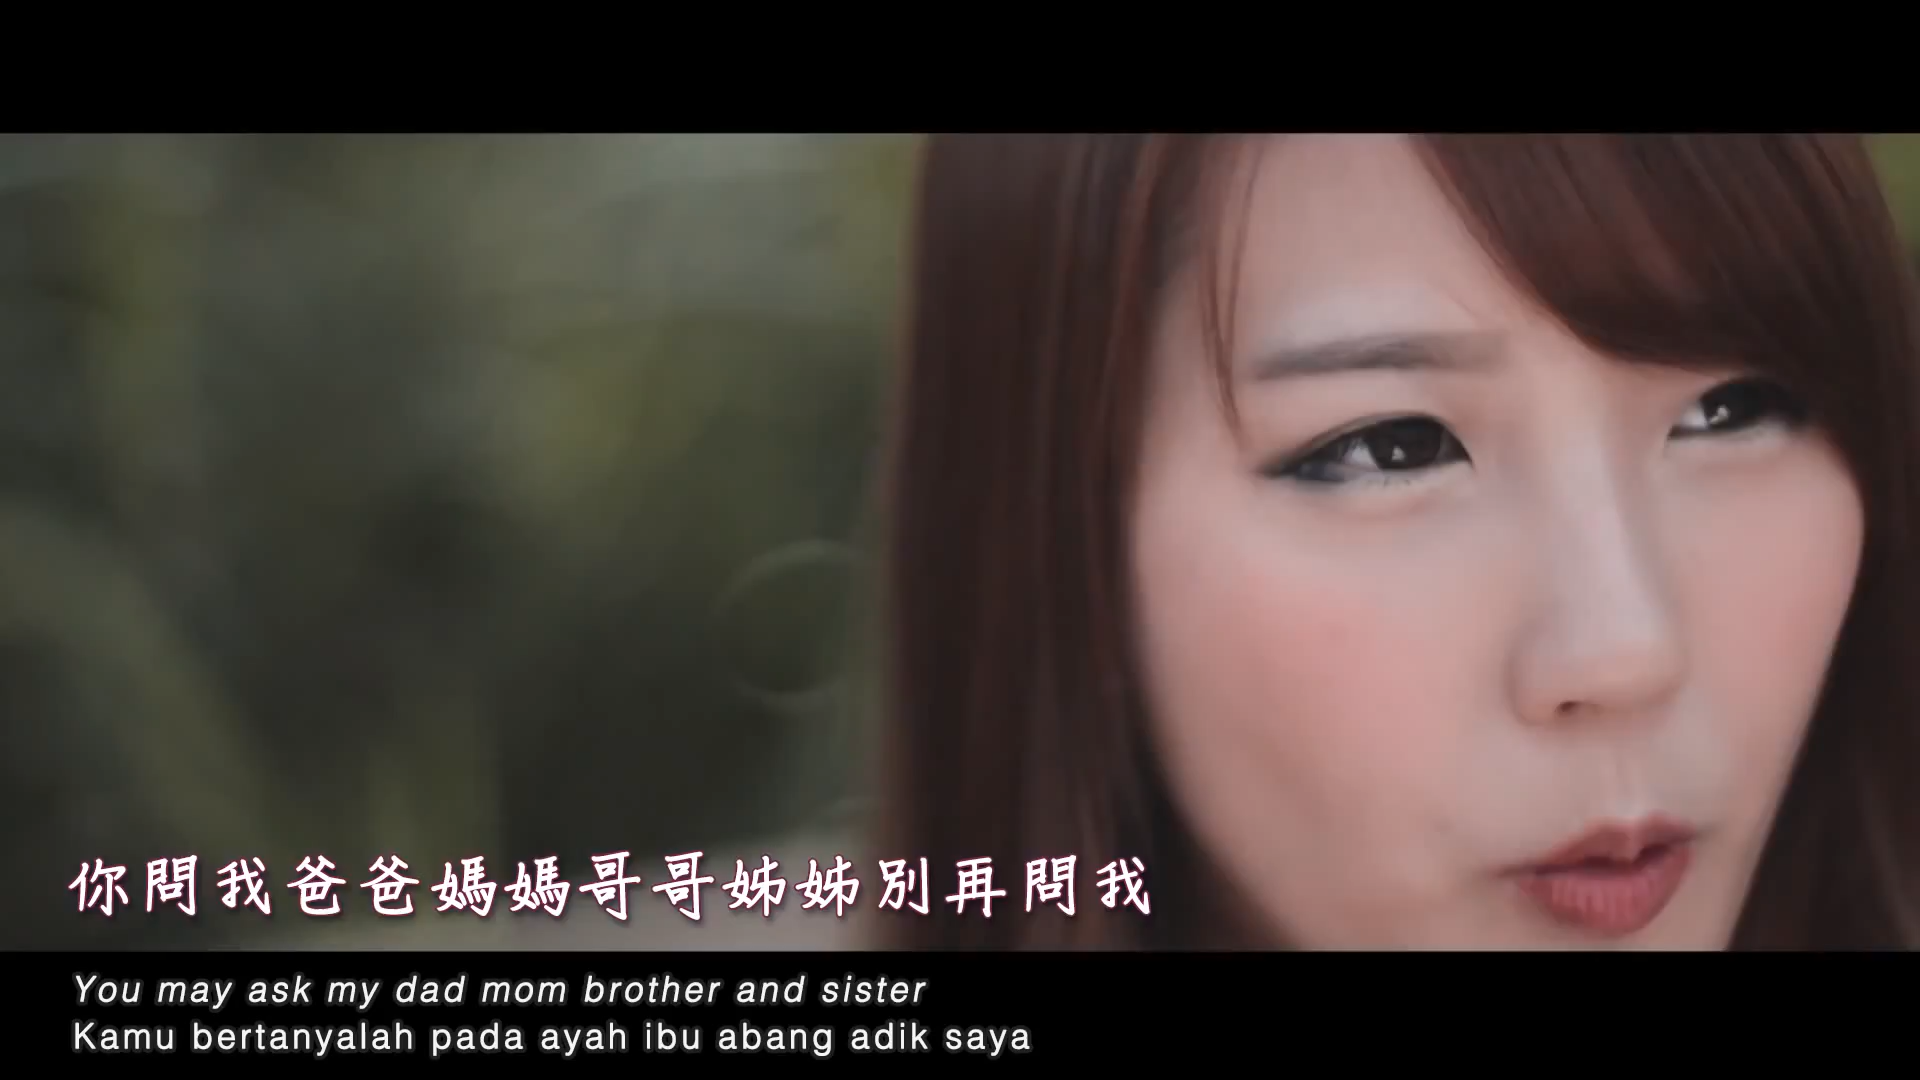 你問我爸爸媽媽哥哥姊姊別再問我
You may ask my dad mom brother and sister
Kamu bertanyalah pada ayah ibu abang adik saya